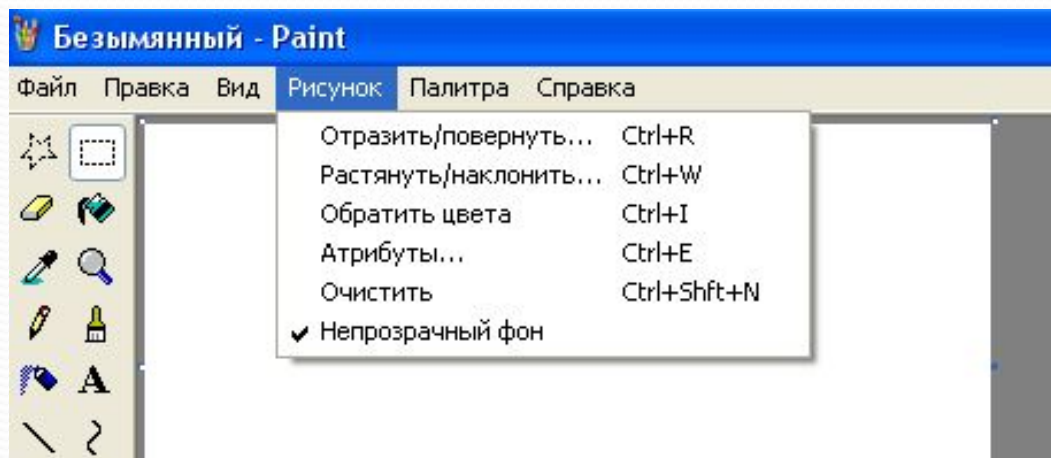 Безымянный - Paint
Файл Правка Вид Рисунок Палитра Справка
Отразить/повернуть... Ctrl+R
Растянуть/наклонить... Ctrl+W
Обратить цвета Ctrl+I
Атрибуты... Ctrl+E
Очистить Ctrl+Shft+N
Непрозрачный фон
A